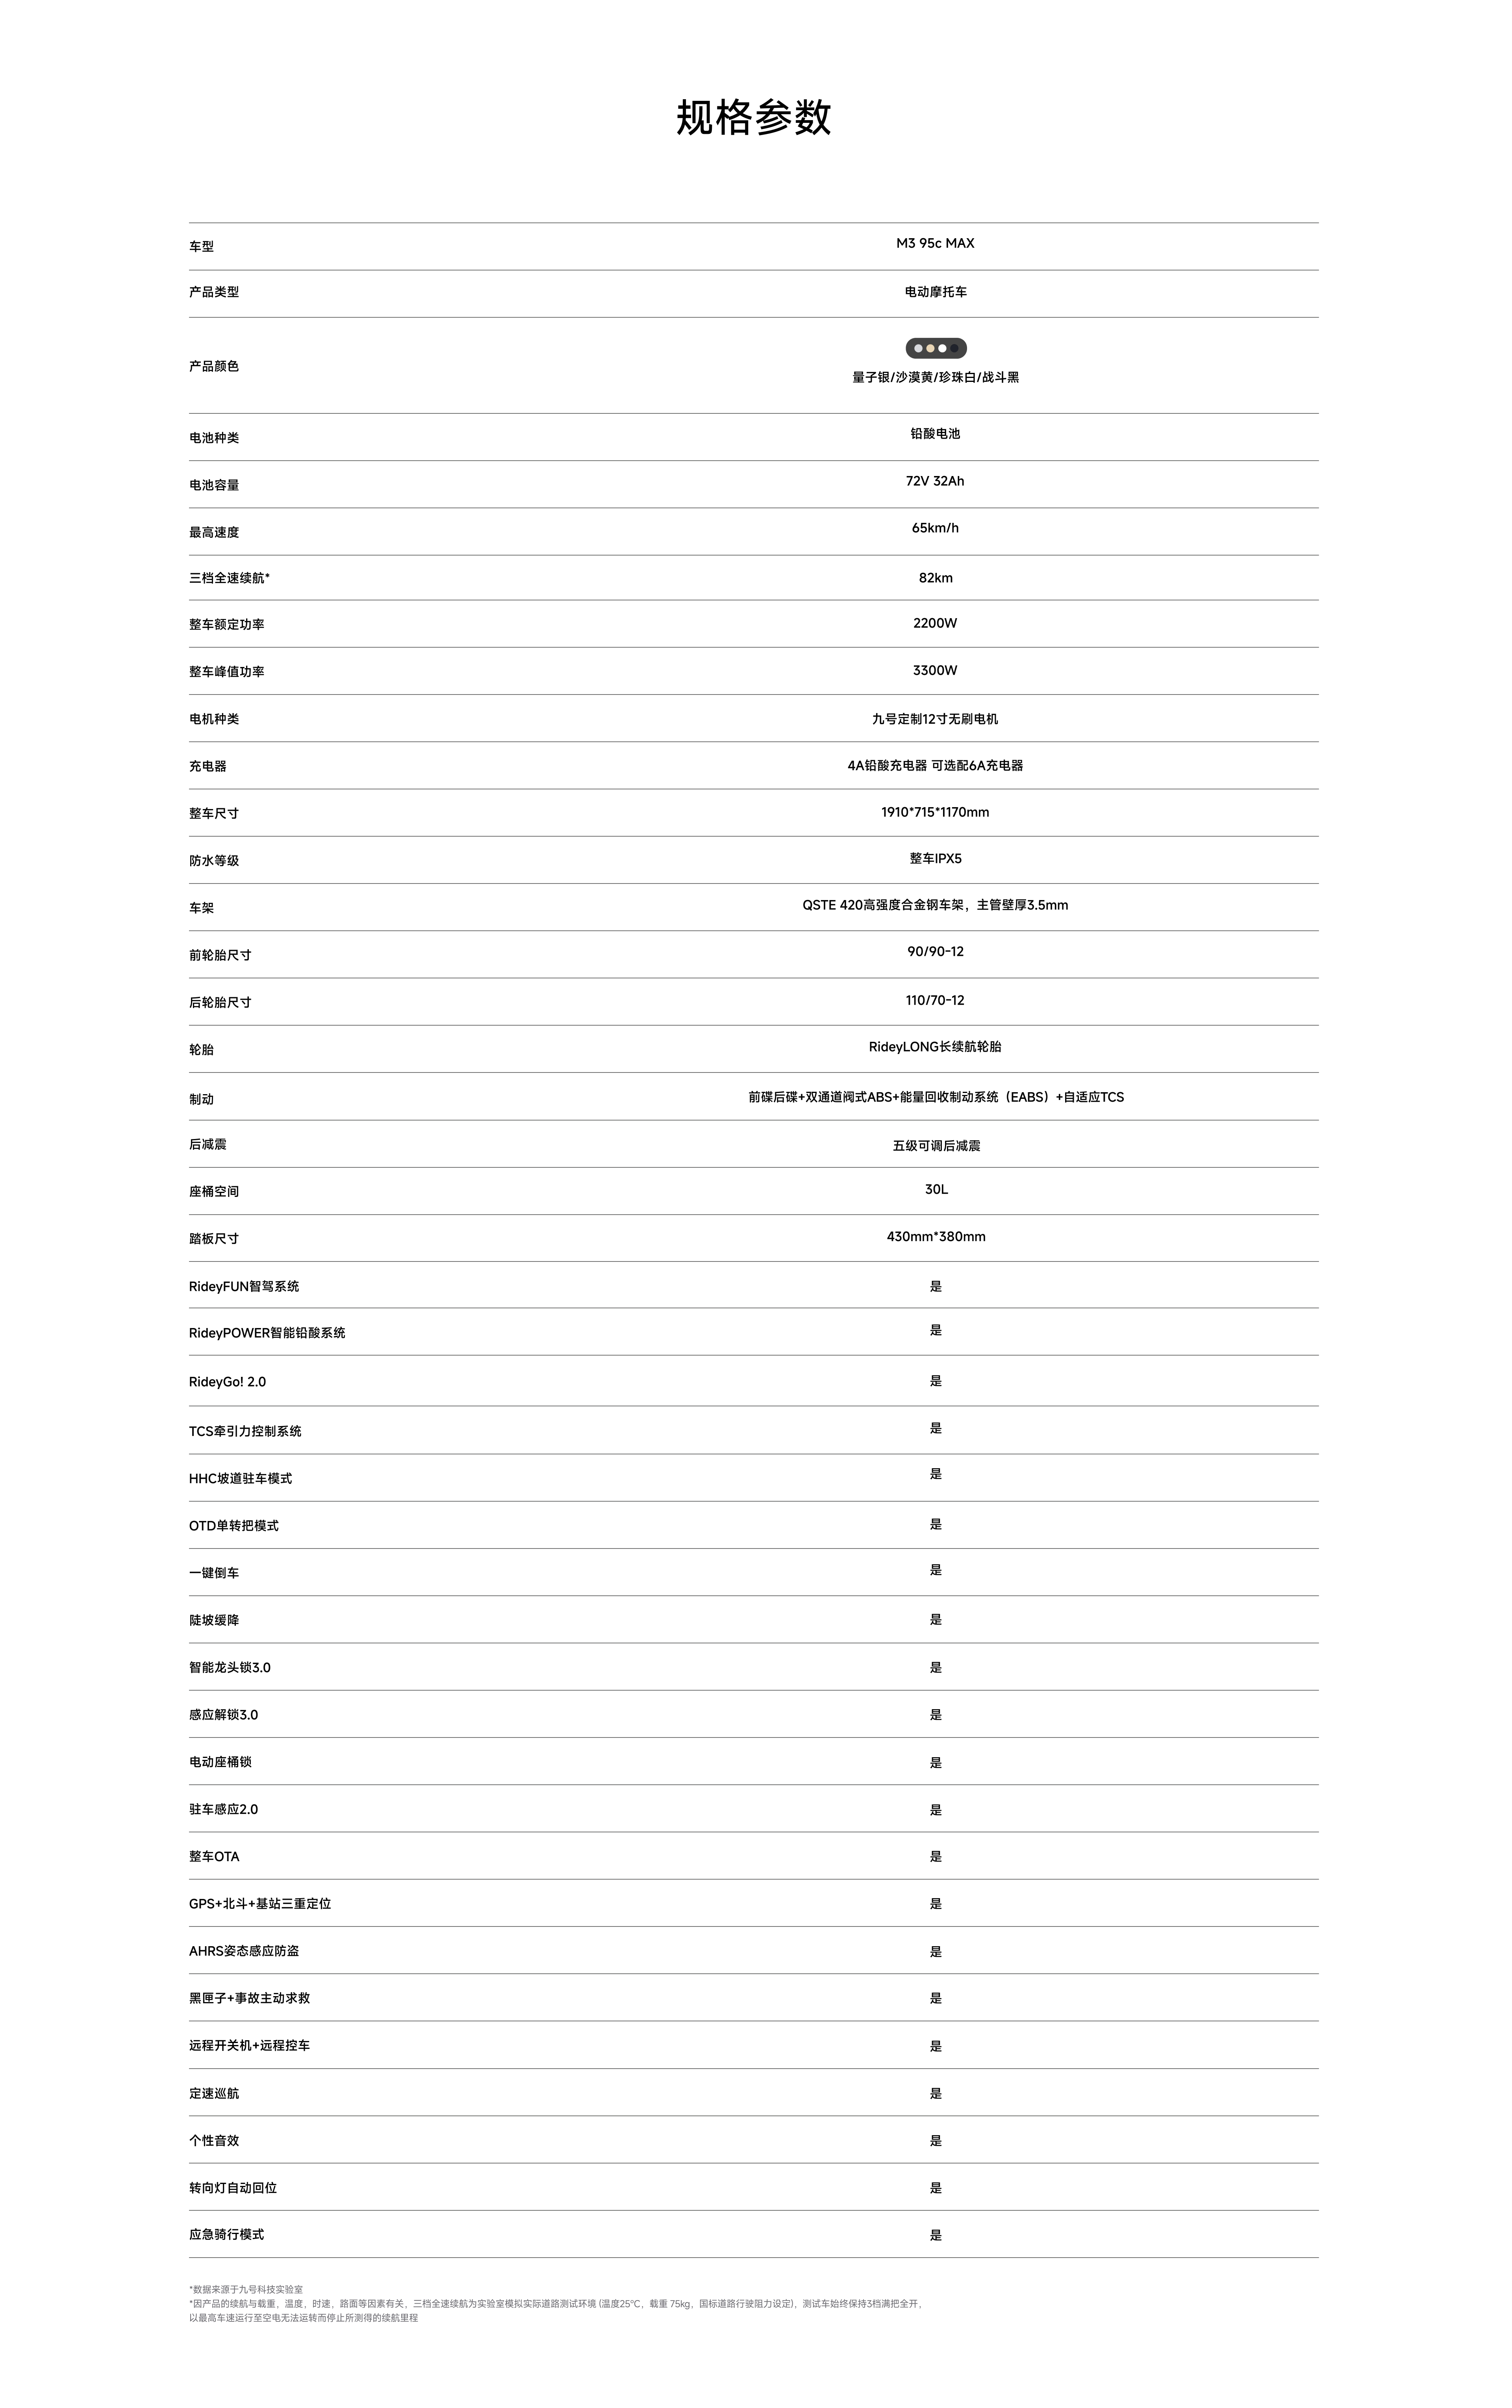 规格参数
车型 M3 95c MAX
产品类型 电动摩托车
产品颜色 量子银/沙漠黄/珍珠白/战斗黑
电池种类 铅酸电池
电池容量 72V 32Ah
最高速度 65km/h
三档全速续航* 82km
整车额定功率 2200W
整车峰值功率 3300W
电机种类 九号定制12寸无刷电机
充电器 4A铅酸充电器 可选配6A充电器
整车尺寸 1910*715*1170mm
防水等级 整车IPX5
车架 QSTE 420高强度合金钢车架，主管壁厚3.5mm
前轮胎尺寸 90/90-12
后轮胎尺寸 110/70-12
轮胎 RideyLONG长续航轮胎
制动 前碟后碟+双通道阀式ABS+能量回收制动系统（EABS）+自适应TCS
后减震 五级可调后减震
座桶空间 30L
踏板尺寸 430mm*380mm
RideyFUN智驾系统 是
RideyPOWER智能铅酸系统 是
RideyGo! 2.0 是
TCS牵引力控制系统 是
HHC坡道驻车模式 是
OTD单转把模式 是
一键倒车 是
陡坡缓降 是
智能龙头锁3.0 是
感应解锁3.0 是
电动座桶锁 是
驻车感应2.0 是
整车OTA 是
GPS+北斗+基站三重定位 是
AHRS姿态感应防盗 是
黑匣子+事故主动求救 是
远程开关机+远程控车 是
定速巡航 是
个性音效 是
转向灯自动回位 是
应急骑行模式 是
*数据来源于九号科技实验室
*因产品的续航与载重，温度，时速，路面等因素有关，三档全速续航为实验室模拟实际道路测试环境 (温度25℃，载重 75kg，国标道路行驶阻力设定)，测试车始终保持3档满把全开，
以最高车速运行至空电无法运转而停止所测得的续航里程